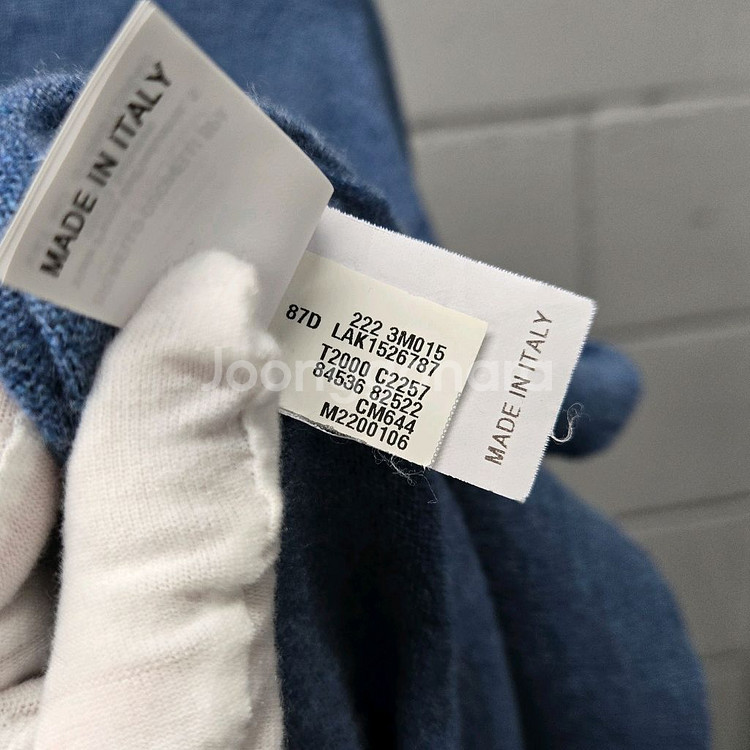 MADE IN ITALY
222 3M015
87D LAK1526787
T2000 C2257
84536 82522
CM644
M2200106
MADE IN ITALY